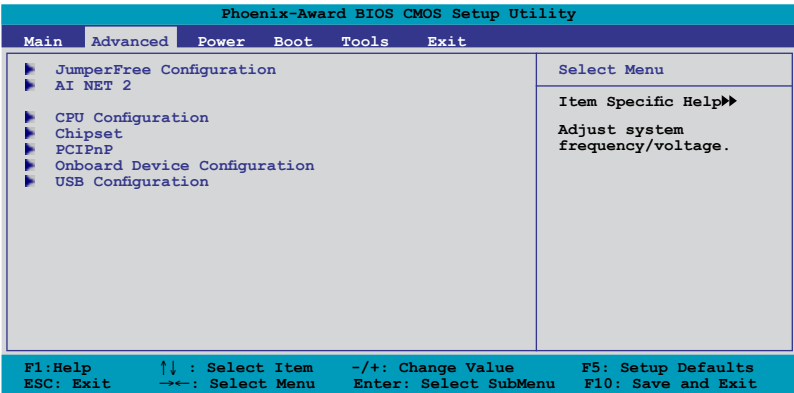 Phoenix-Award BIOS CMOS Setup Utility
Main Advanced Power Boot Tools Exit
JumperFree Configuration
AI NET 2
CPU Configuration
Chipset
PCIPnP
Onboard Device Configuration
USB Configuration
Select Menu
Item Specific Help
Adjust system
frequency/voltage.
F1:Help ↑↓ : Select Item -/+: Change Value F5: Setup Defaults
ESC: Exit →←: Select Menu Enter: Select SubMenu F10: Save and Exit